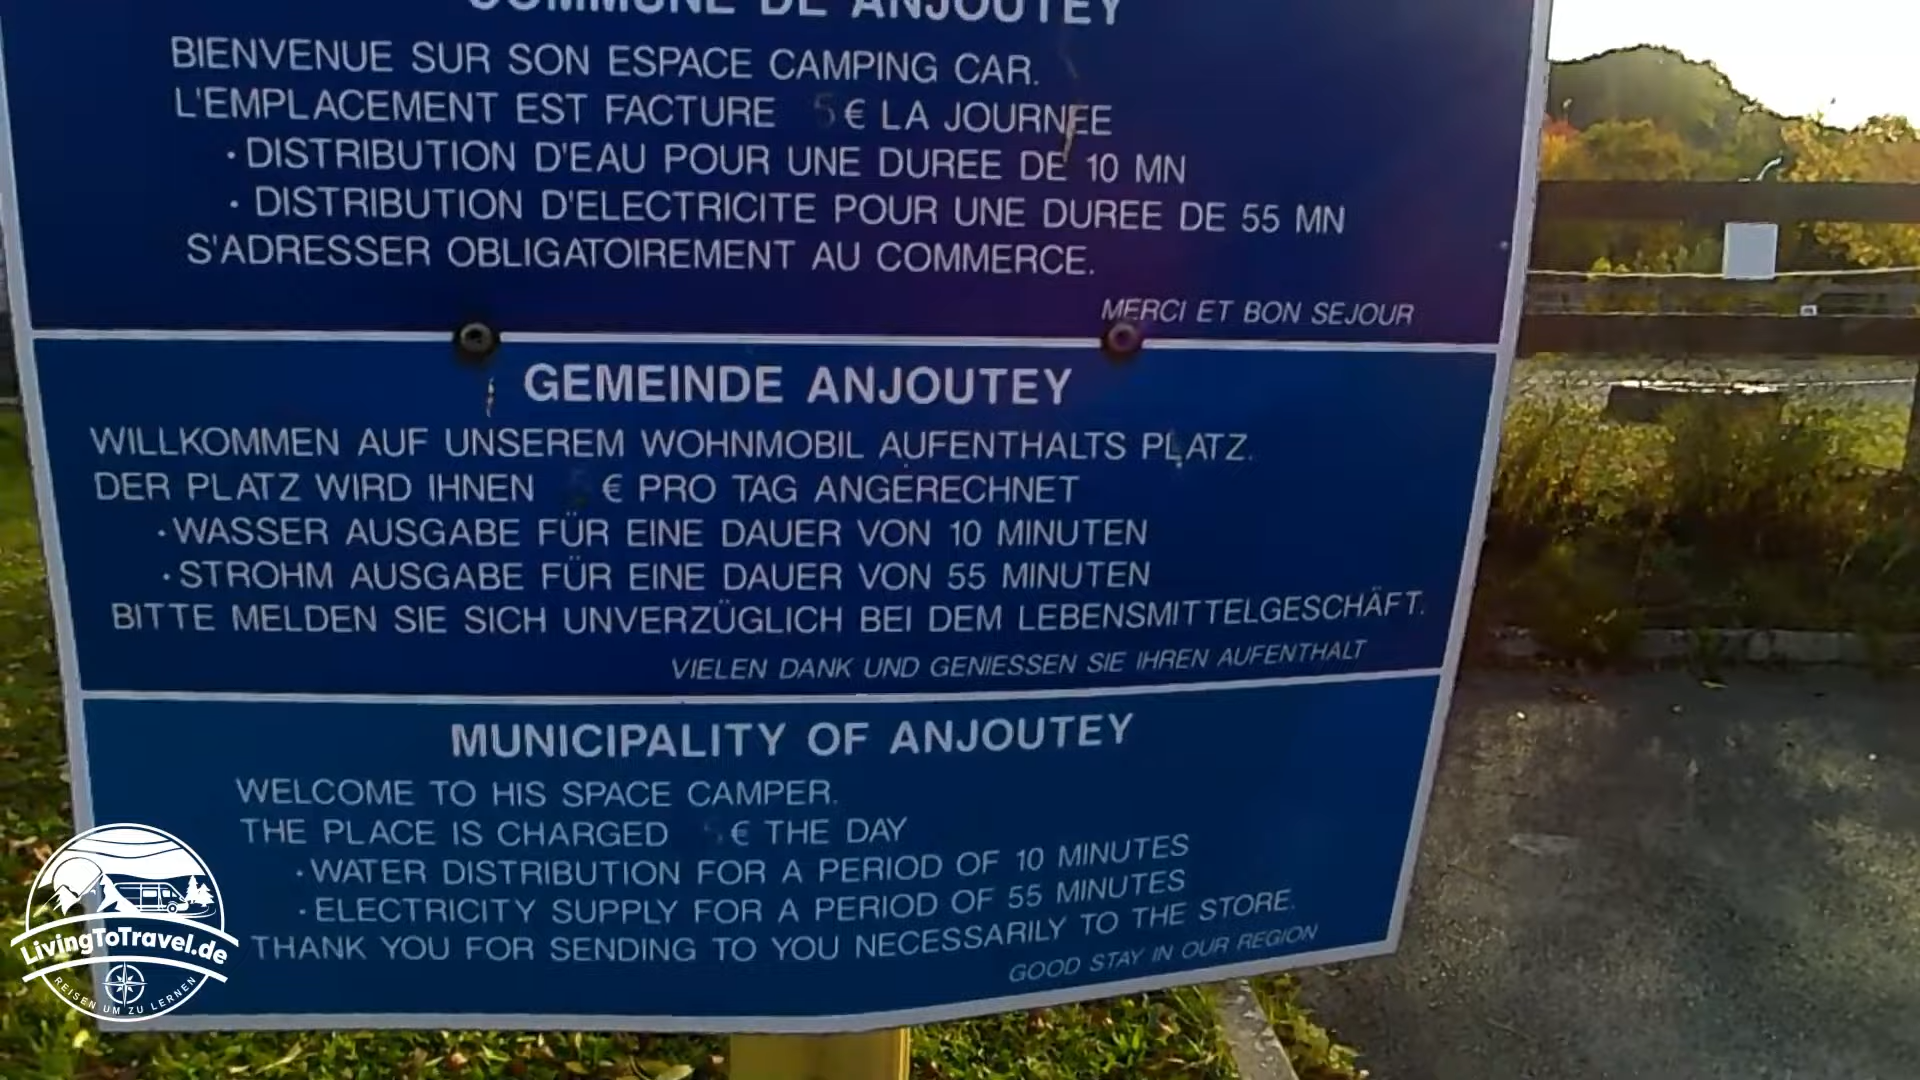 COMMUNE DE ANJOUTEY
BIENVENUE SUR SON ESPACE CAMPING CAR.
L'EMPLACEMENT EST FACTURE 5 € LA JOURNEE
· DISTRIBUTION D'EAU POUR UNE DUREE DE 10 MN
· DISTRIBUTION D'ELECTRICITE POUR UNE DUREE DE 55 MN
S'ADRESSER OBLIGATOIREMENT AU COMMERCE.
MERCI ET BON SEJOUR
GEMEINDE ANJOUTEY
WILLKOMMEN AUF UNSEREM WOHNMOBIL AUFENTHALTS PLATZ.
DER PLATZ WIRD IHNEN € PRO TAG ANGERECHNET
· WASSER AUSGABE FÜR EINE DAUER VON 10 MINUTEN
· STROHM AUSGABE FÜR EINE DAUER VON 55 MINUTEN
BITTE MELDEN SIE SICH UNVERZÜGLICH BEI DEM LEBENSMITTELGESCHÄFT.
VIELEN DANK UND GENIESSEN SIE IHREN AUFENTHALT
MUNICIPALITY OF ANJOUTEY
WELCOME TO HIS SPACE CAMPER.
THE PLACE IS CHARGED 5 € THE DAY
· WATER DISTRIBUTION FOR A PERIOD OF 10 MINUTES
· ELECTRICITY SUPPLY FOR A PERIOD OF 55 MINUTES
THANK YOU FOR SENDING TO YOU NECESSARILY TO THE STORE.
GOOD STAY IN OUR REGION
LivingToTravel.de
REISEN UM ZU LERNEN